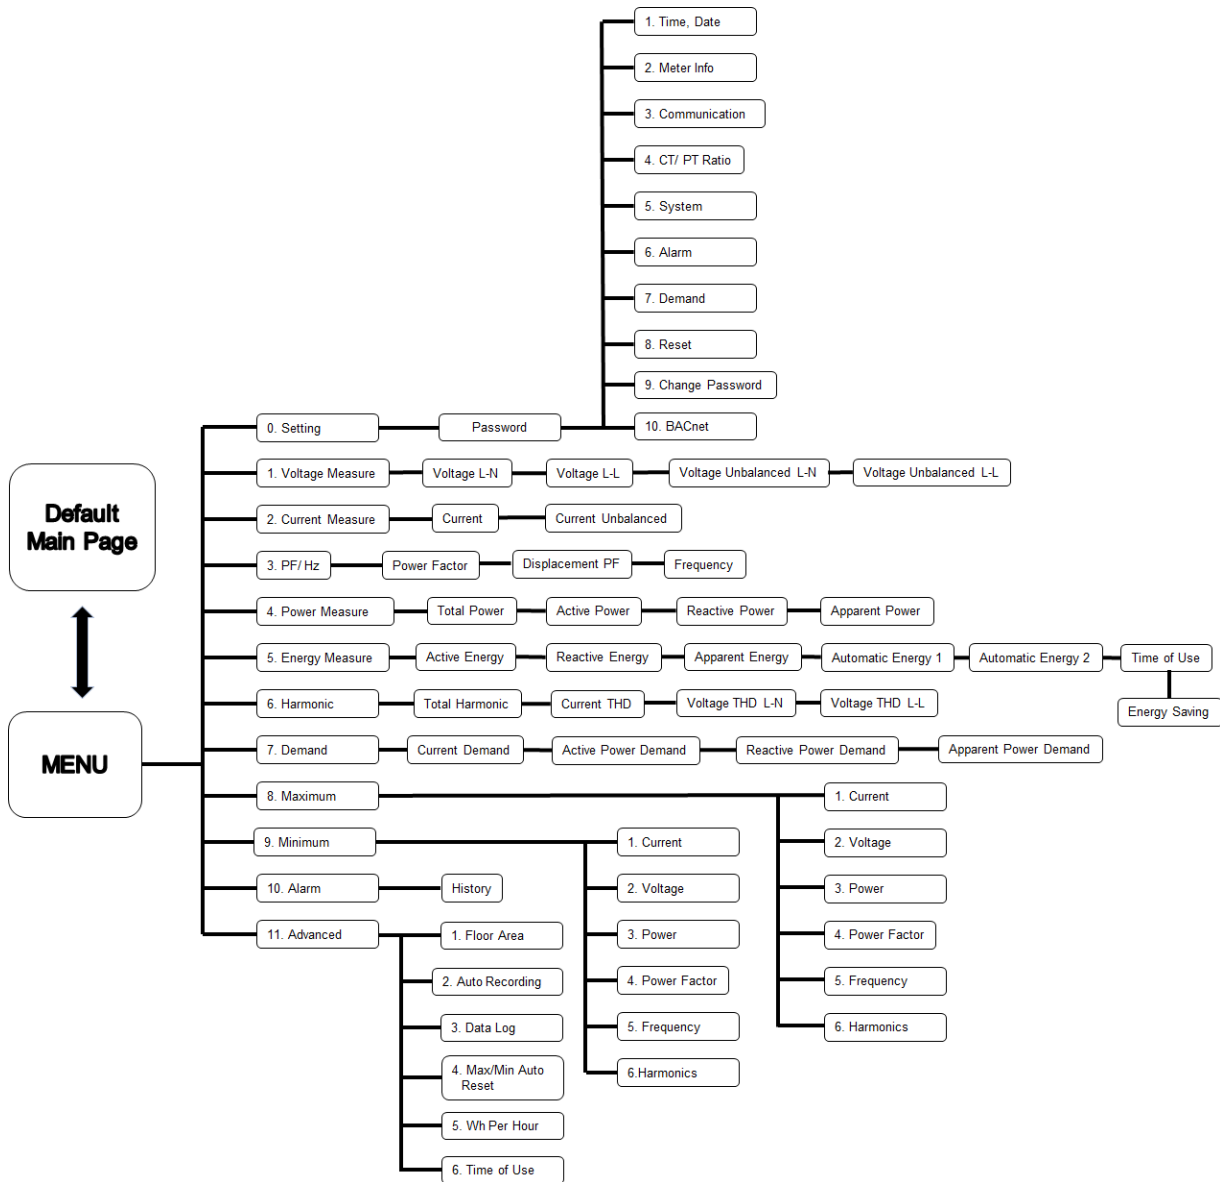 1. Time, Date
2. Meter Info
3. Communication
4. CT/ PT Ratio
5. System
6. Alarm
7. Demand
8. Reset
9. Change Password
10. BACnet
0. Setting
Password
Default
Main Page
MENU
1. Voltage Measure
Voltage L-N
Voltage L-L
Voltage Unbalanced L-N
Voltage Unbalanced L-L
2. Current Measure
Current
Current Unbalanced
3. PF/ Hz
Power Factor
Displacement PF
Frequency
4. Power Measure
Total Power
Active Power
Reactive Power
Apparent Power
5. Energy Measure
Active Energy
Reactive Energy
Apparent Energy
Automatic Energy 1
Automatic Energy 2
Time of Use
Energy Saving
6. Harmonic
Total Harmonic
Current THD
Voltage THD L-N
Voltage THD L-L
7. Demand
Current Demand
Active Power Demand
Reactive Power Demand
Apparent Power Demand
8. Maximum
1. Current
2. Voltage
3. Power
4. Power Factor
5. Frequency
6. Harmonics
9. Minimum
1. Current
2. Voltage
3. Power
4. Power Factor
5. Frequency
6.Harmonics
10. Alarm
History
11. Advanced
1. Floor Area
2. Auto Recording
3. Data Log
4. Max/Min Auto
Reset
5. Wh Per Hour
6. Time of Use